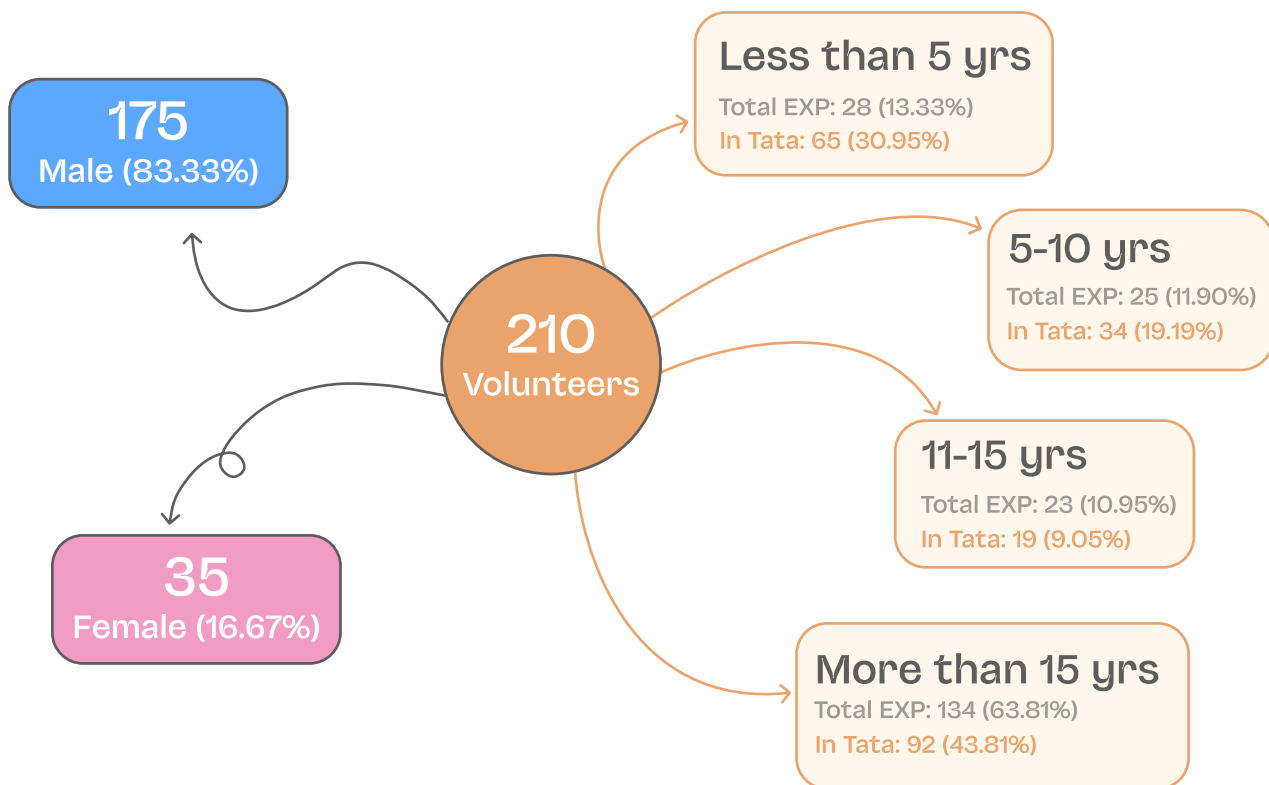 175
Male (83.33%)
35
Female (16.67%)
210
Volunteers
Less than 5 yrs
Total EXP: 28 (13.33%)
In Tata: 65 (30.95%)
5-10 yrs
Total EXP: 25 (11.90%)
In Tata: 34 (19.19%)
11-15 yrs
Total EXP: 23 (10.95%)
In Tata: 19 (9.05%)
More than 15 yrs
Total EXP: 134 (63.81%)
In Tata: 92 (43.81%)